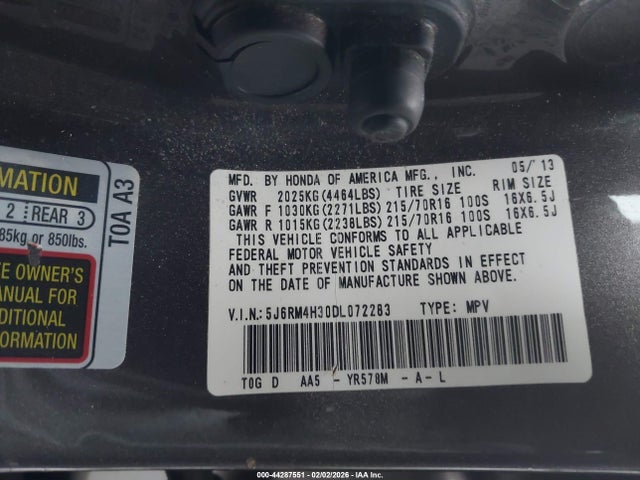 MATION
2 REAR 3
85kg or 850lbs.
TOA A3
E OWNER'S
ANUAL FOR
DDITIONAL
FORMATION
MFD. BY HONDA OF AMERICA MFG., INC. 05/'13
GVWR 2025KG(4464LBS) TIRE SIZE RIM SIZE
GAWR F 1030KG(2271LBS) 215/70R16 100S 16X6.5J
GAWR R 1015KG(2238LBS) 215/70R16 100S 16X6.5J
THIS VEHICLE CONFORMS TO ALL APPLICABLE
FEDERAL MOTOR VEHICLE SAFETY
AND THEFT PREVENTION STANDARDS IN EFFECT
ON THE DATE OF MANUFACTURE SHOWN ABOVE.
V.I.N.: 5J6RM4H30DL072283 TYPE: MPV
T0G D AA5 - YR578M - A - L
000-44287551 - 02/02/2026 - IAA Inc.